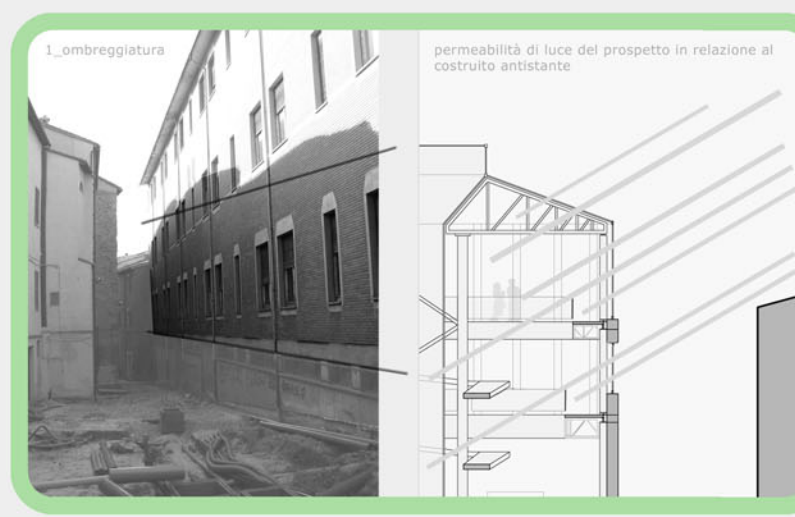 1_ombreggiatura
permeabilità di luce del prospetto in relazione al
costruito antistante